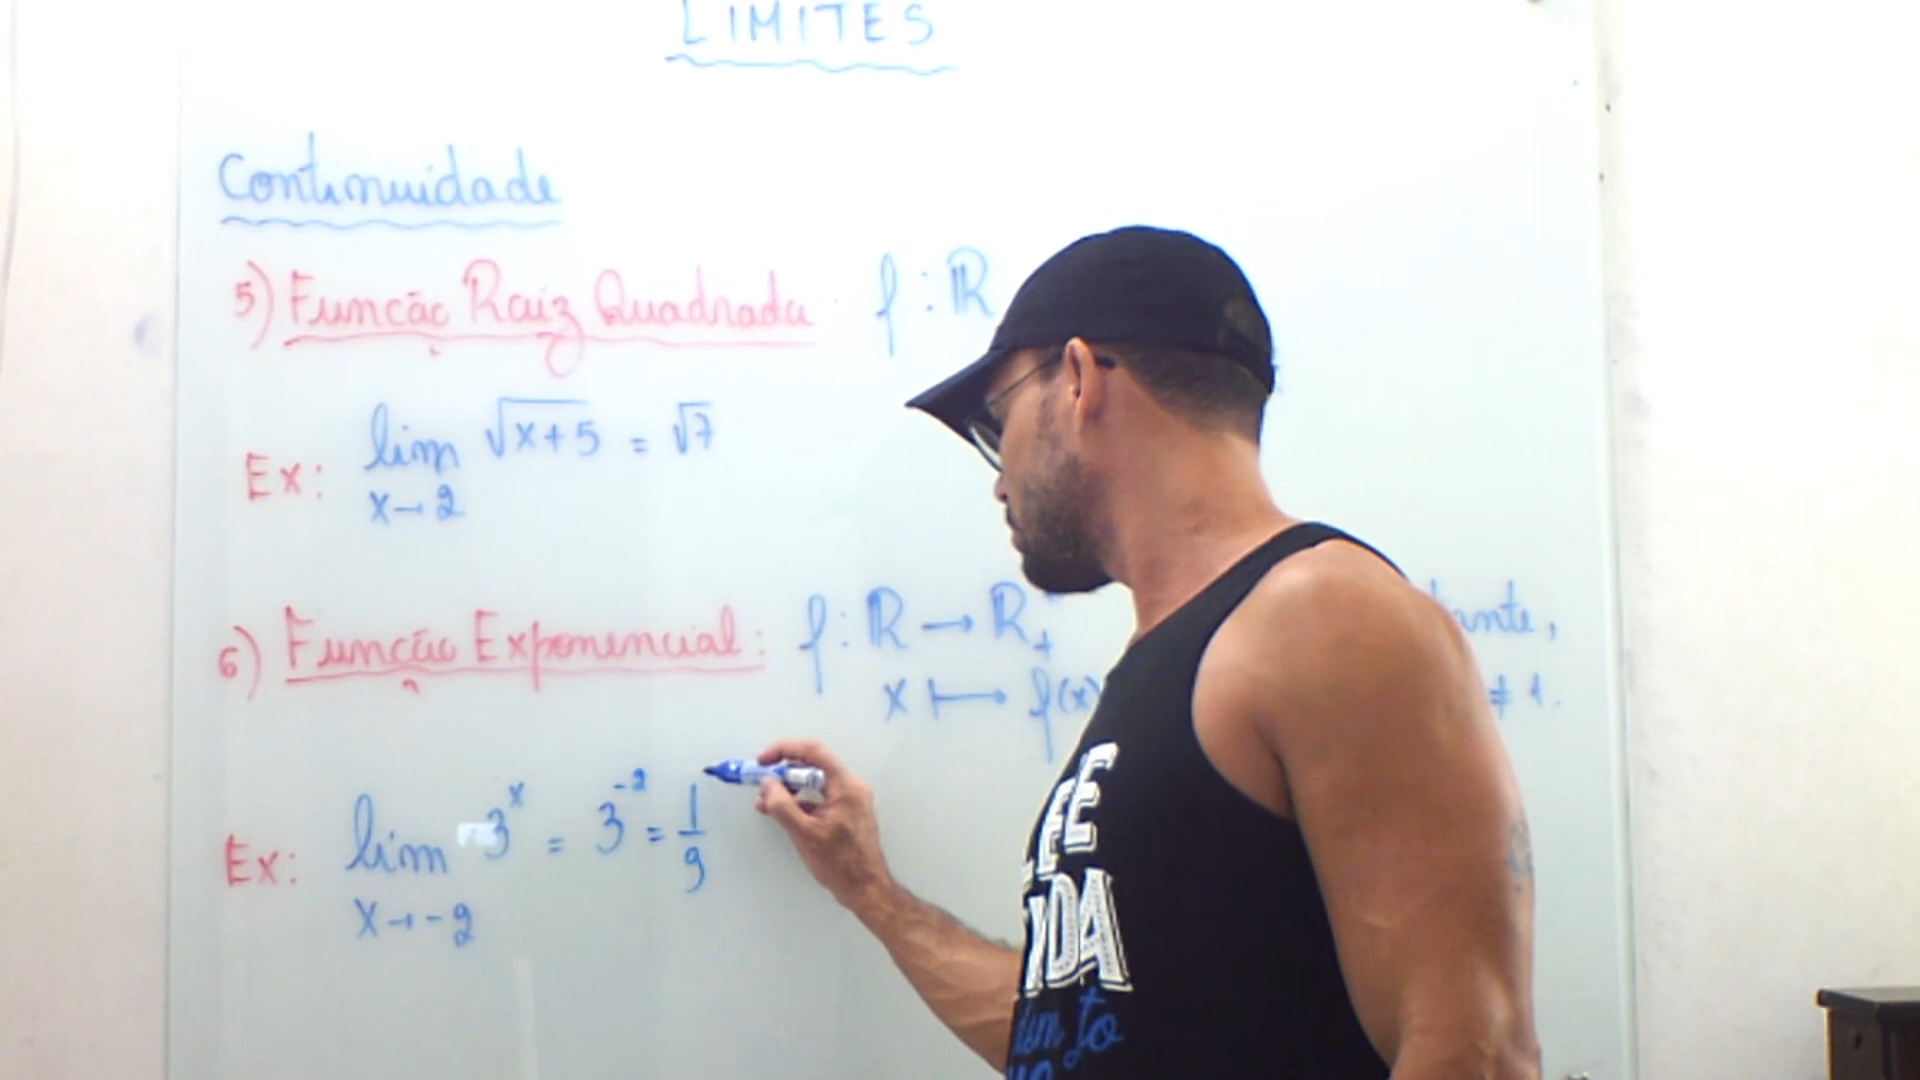 LIMITES
Continuidade
5) Função Raiz Quadrada: f: ℝ
Ex: lim √x+5 = √7
x→2
6) Função Exponencial: f: ℝ → ℝ+
x ↦ f(x) ≠ 1.
Ex: lim 3^x = 3^-2 = 1/9
x→-2